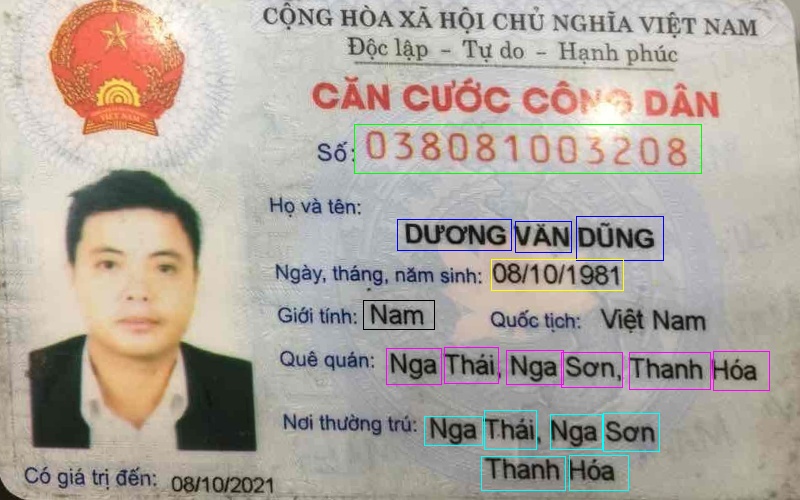 CỘNG HÒA XÃ HỘI CHỦ NGHĨA VIỆT NAM
Độc lập - Tự do - Hạnh phúc
CĂN CƯỚC CÔNG DÂN
Số: 038081003208
Họ và tên:
DƯƠNG VĂN DŨNG
Ngày, tháng, năm sinh: 08/10/1981
Giới tính: Nam Quốc tịch: Việt Nam
Quê quán: Nga Thái, Nga Sơn, Thanh Hóa
Nơi thường trú: Nga Thái, Nga Sơn
Thanh Hóa
Có giá trị đến: 08/10/2021